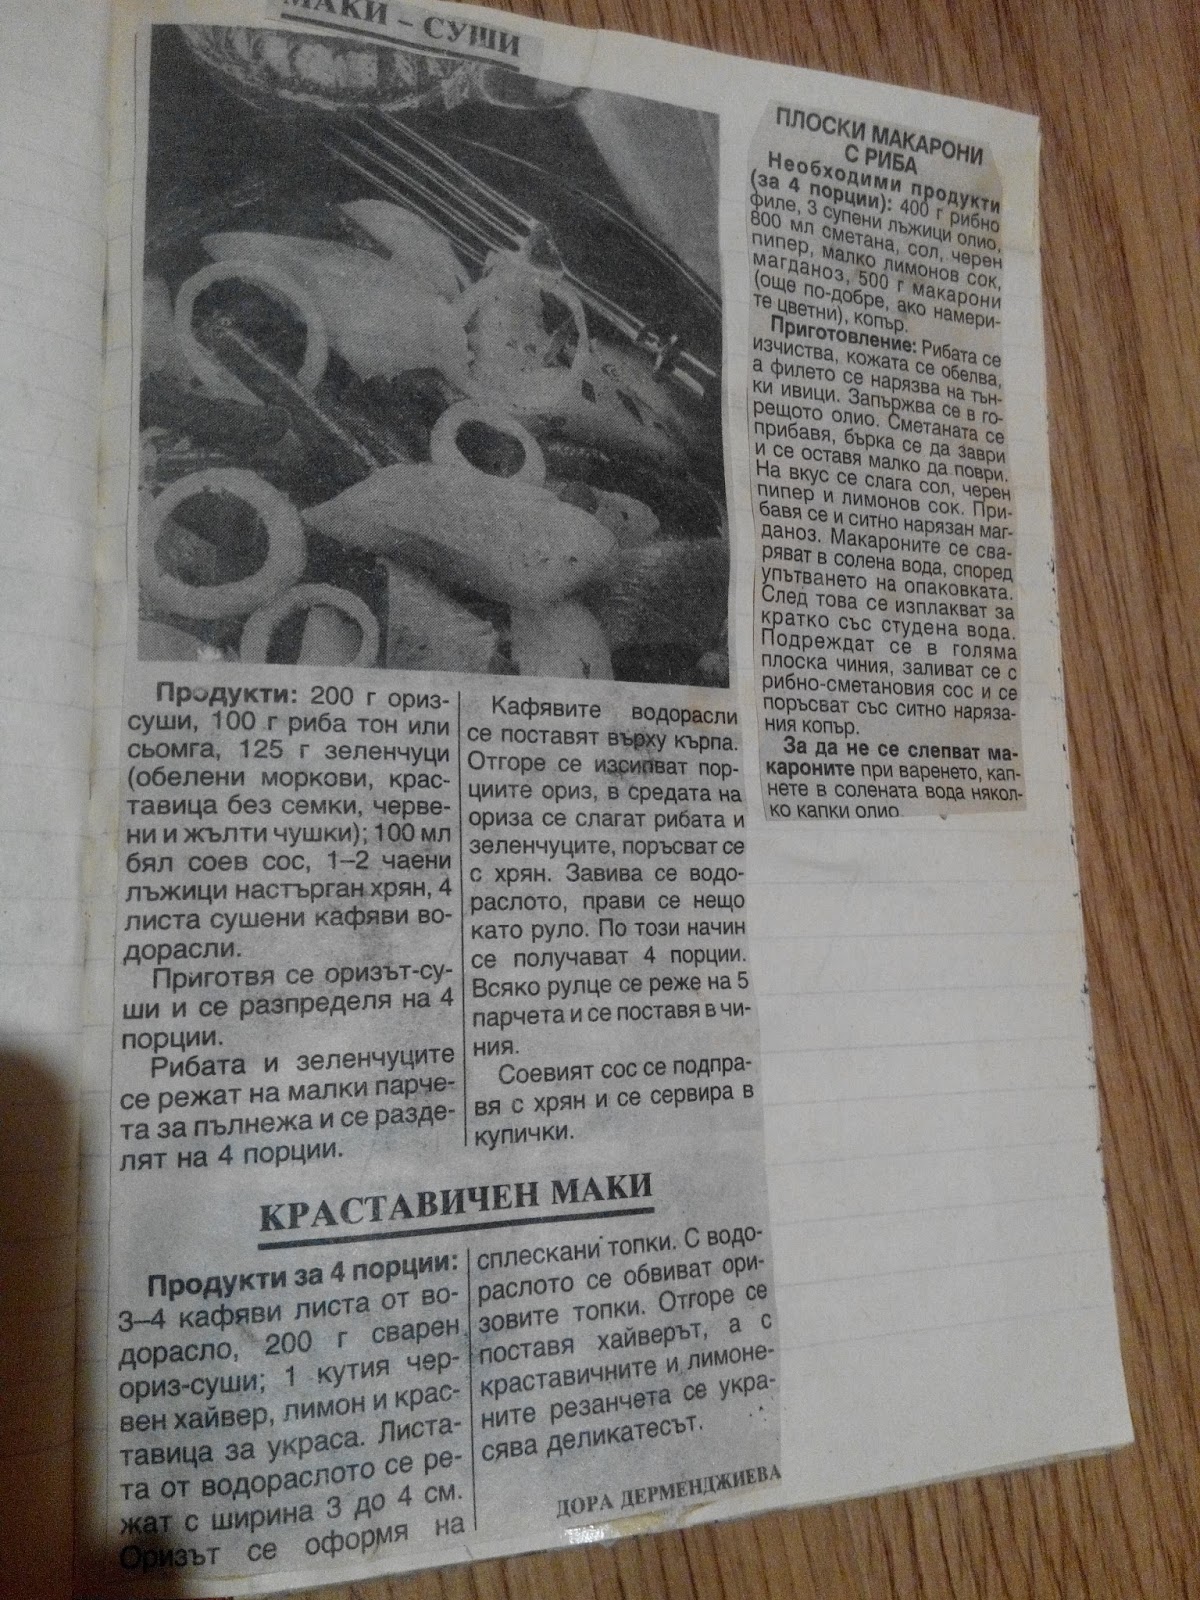 МАКИ – СУШИ
Продукти: 200 г ориз-
суши, 100 г риба тон или
сьомга, 125 г зеленчуци
(обелени моркови, крас-
тавица без семки, черве-
ни и жълти чушки); 100 мл
бял соев сос, 1–2 чаени
лъжици настърган хрян, 4
листа сушени кафяви во-
дорасли.
Приготвя се оризът-су-
ши и се разпределя на 4
порции.
Рибата и зеленчуците
се режат на малки парче-
та за пълнежа и се разде-
лят на 4 порции.
Кафявите водорасли
се поставят върху кърпа.
Отгоре се изсипват пор-
циите ориз, в средата на
ориза се слагат рибата и
зеленчуците, поръсват се
с хрян. Завива се водо-
раслото, прави се нещо
като руло. По този начин
се получават 4 порции.
Всяко рулце се реже на 5
парчета и се поставя в чи-
ния.
Соевият сос се подпра-
вя с хрян и се сервира в
купички.
КРАСТАВИЧЕН МАКИ
Продукти за 4 порции:
3–4 кафяви листа от во-
дорасло, 200 г сварен
ориз-суши; 1 кутия чер-
вен хайвер, лимон и крас-
тавица за украса. Листа-
та от водораслото се ре-
жат с ширина 3 до 4 см.
Оризът се оформя на
сплескани топки. С водо-
раслото се обвиват ори-
зовите топки. Отгоре се
поставя хайверът, а с
краставичните и лимоне-
ните резанчета се укра-
сява деликатесът.
ДОРА ДЕРМЕНДЖИЕВА
ПЛОСКИ МАКАРОНИ
С РИБА
Необходими продукти
(за 4 порции): 400 г рибно
филе, 3 супени лъжици олио,
800 мл сметана, сол, черен
пипер, малко лимонов сок,
магданоз, 500 г макарони
(още по-добре, ако намери-
те цветни), копър.
Приготовление: Рибата се
изчиства, кожата се обелва,
а филето се нарязва на тън-
ки ивици. Запържва се в го-
рещото олио. Сметаната се
прибавя, бърка се да заври
и се оставя малко да поври.
На вкус се слага сол, черен
пипер и лимонов сок. При-
бавя се и ситно нарязан маг-
даноз. Макароните се сва-
ряват в солена вода, според
упътването на опаковката.
След това се изплакват за
кратко със студена вода.
Подреждат се в голяма
плоска чиния, заливат се с
рибно-сметановия сос и се
поръсват със ситно наряза-
ния копър.
За да не се слепват ма-
кароните при варенето, кап-
нете в солената вода някол-
ко капки олио.